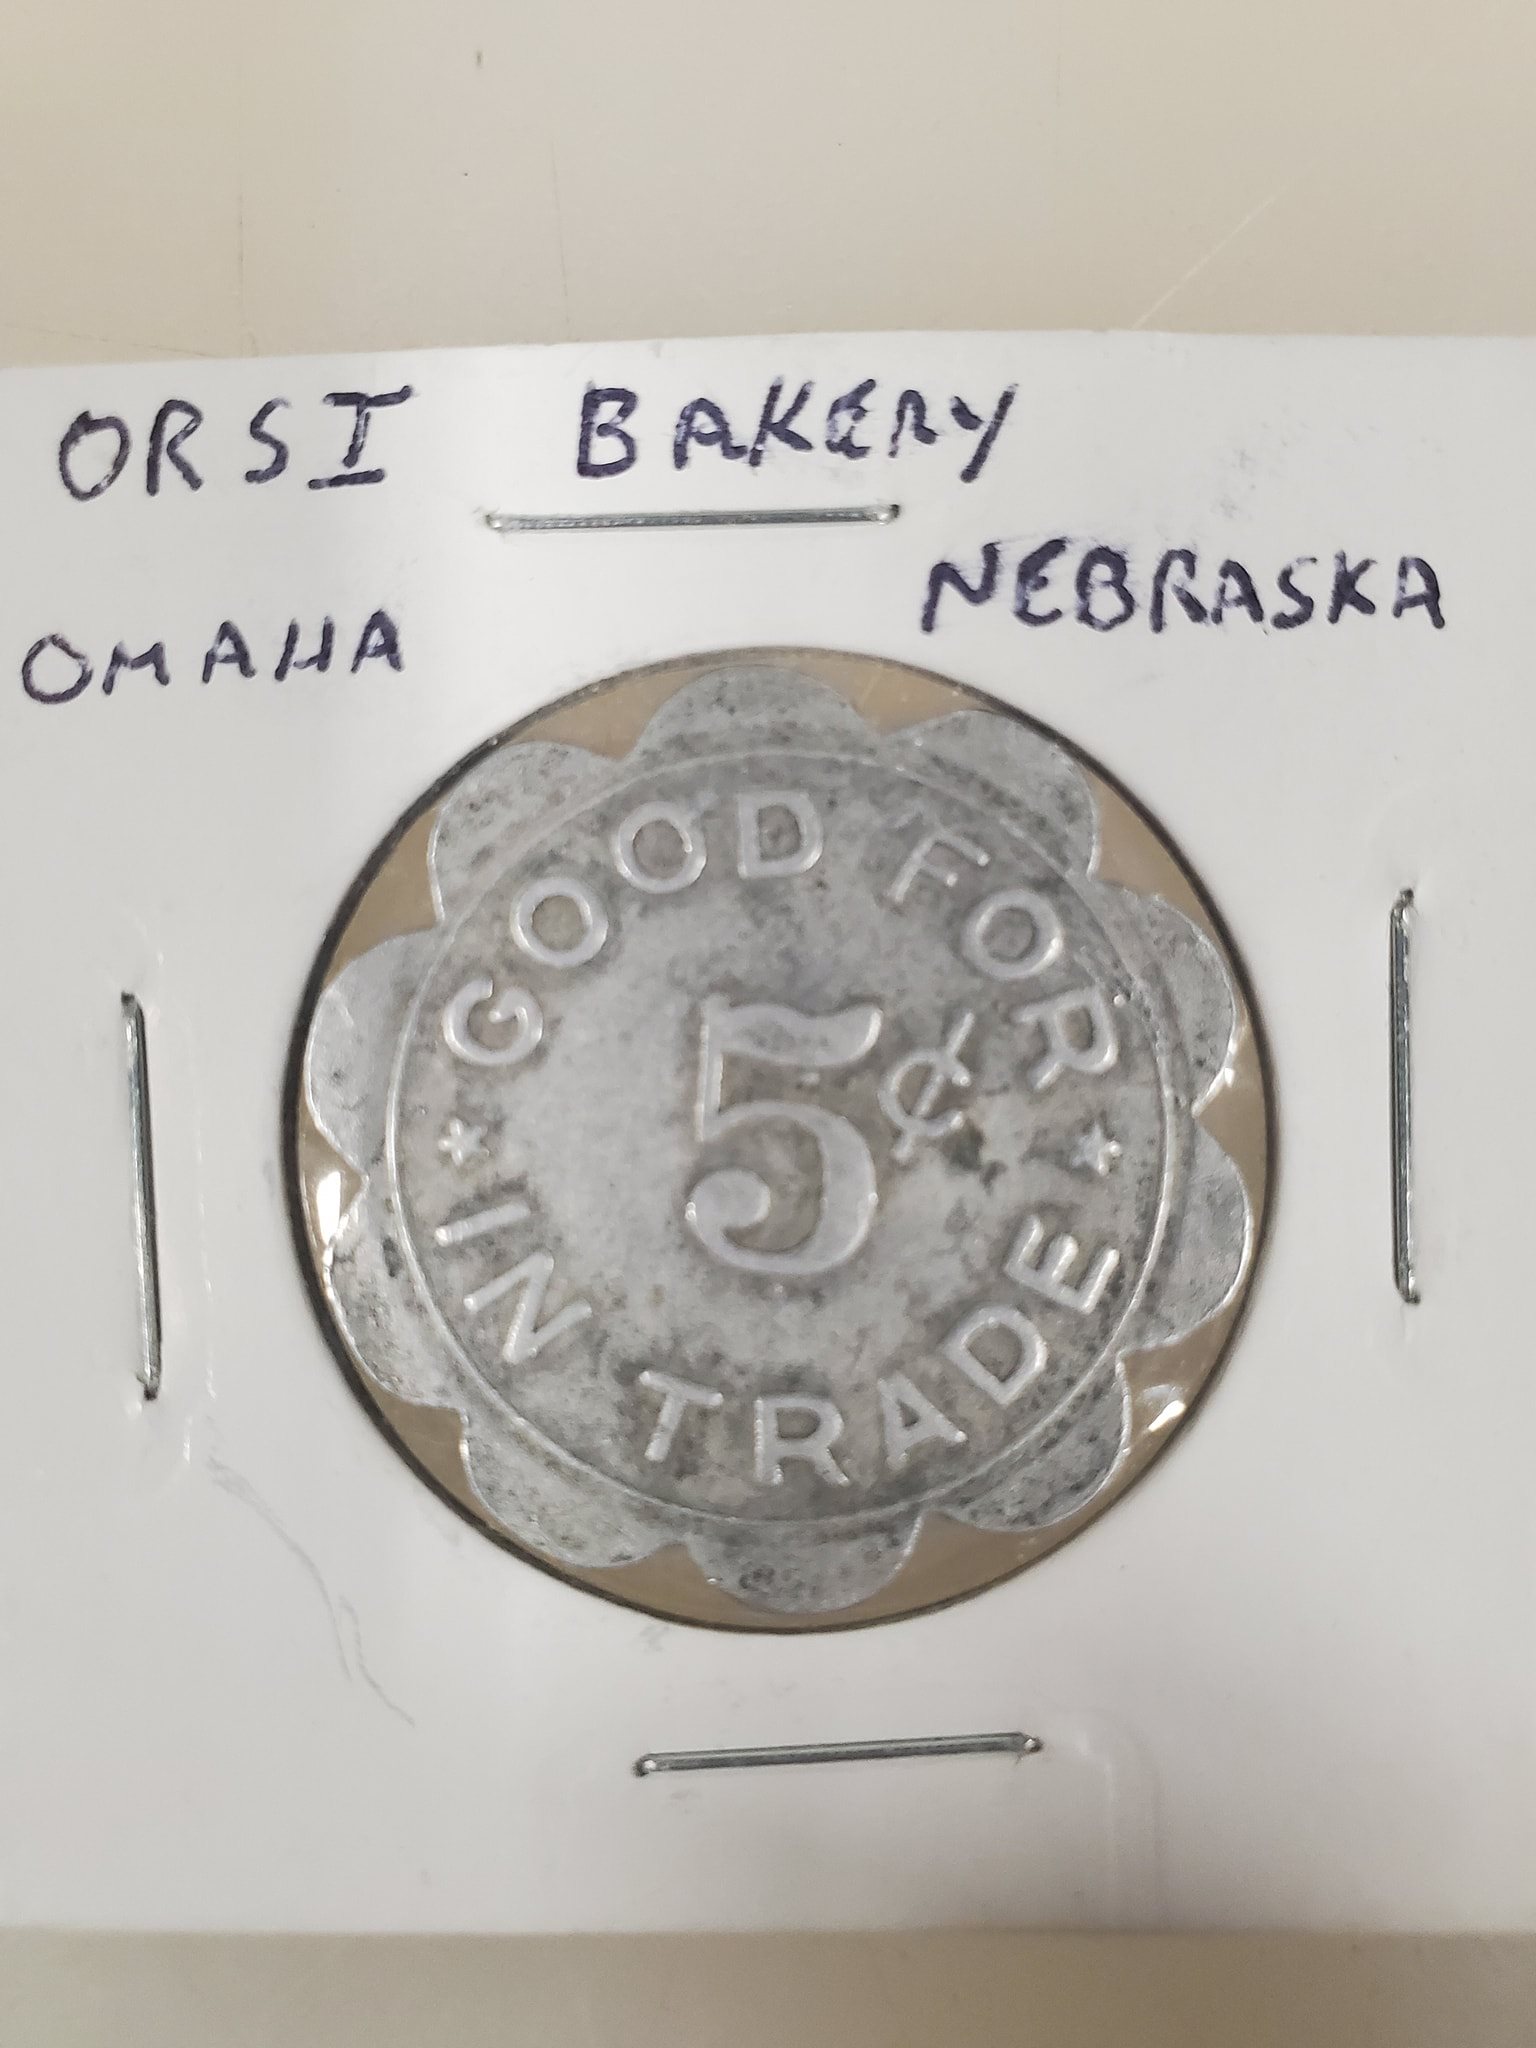 ORSI BAKERY
OMAHA NEBRASKA
GOOD FOR
5¢
IN TRADE